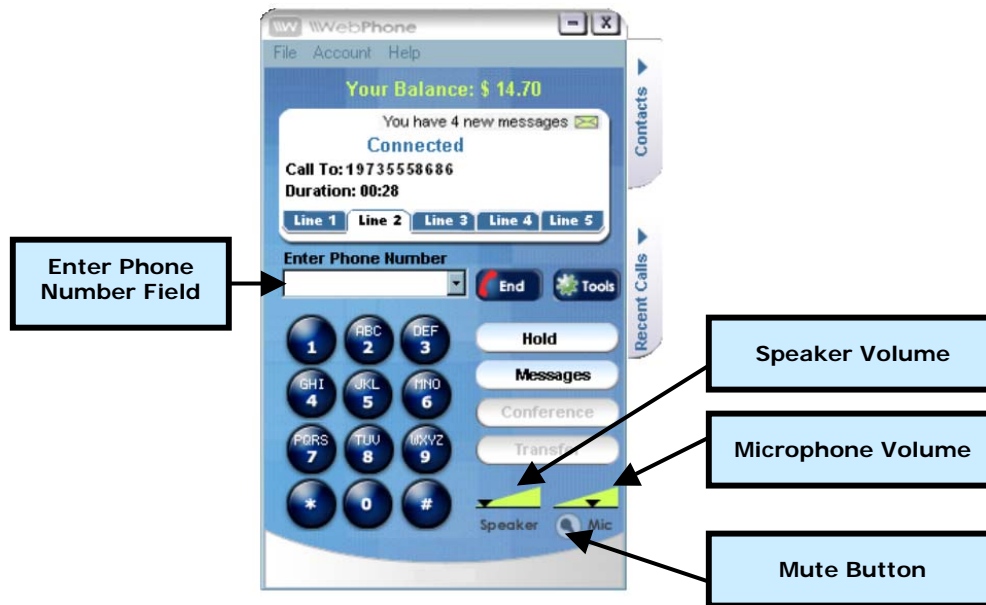 WebPhone
File Account Help
Your Balance: $ 14.70
You have 4 new messages
Connected
Call To: 19735558686
Duration: 00:28
Line 1 Line 2 Line 3 Line 4 Line 5
Contacts
Recent Calls
Enter Phone Number
End Tools
Enter Phone
Number Field
1
ABC
2
DEF
3
GHI
4
JKL
5
MNO
6
PQRS
7
TUV
8
WXYZ
9
*
0
#
Hold
Messages
Conference
Transfer
Speaker
Mic
Speaker Volume
Microphone Volume
Mute Button